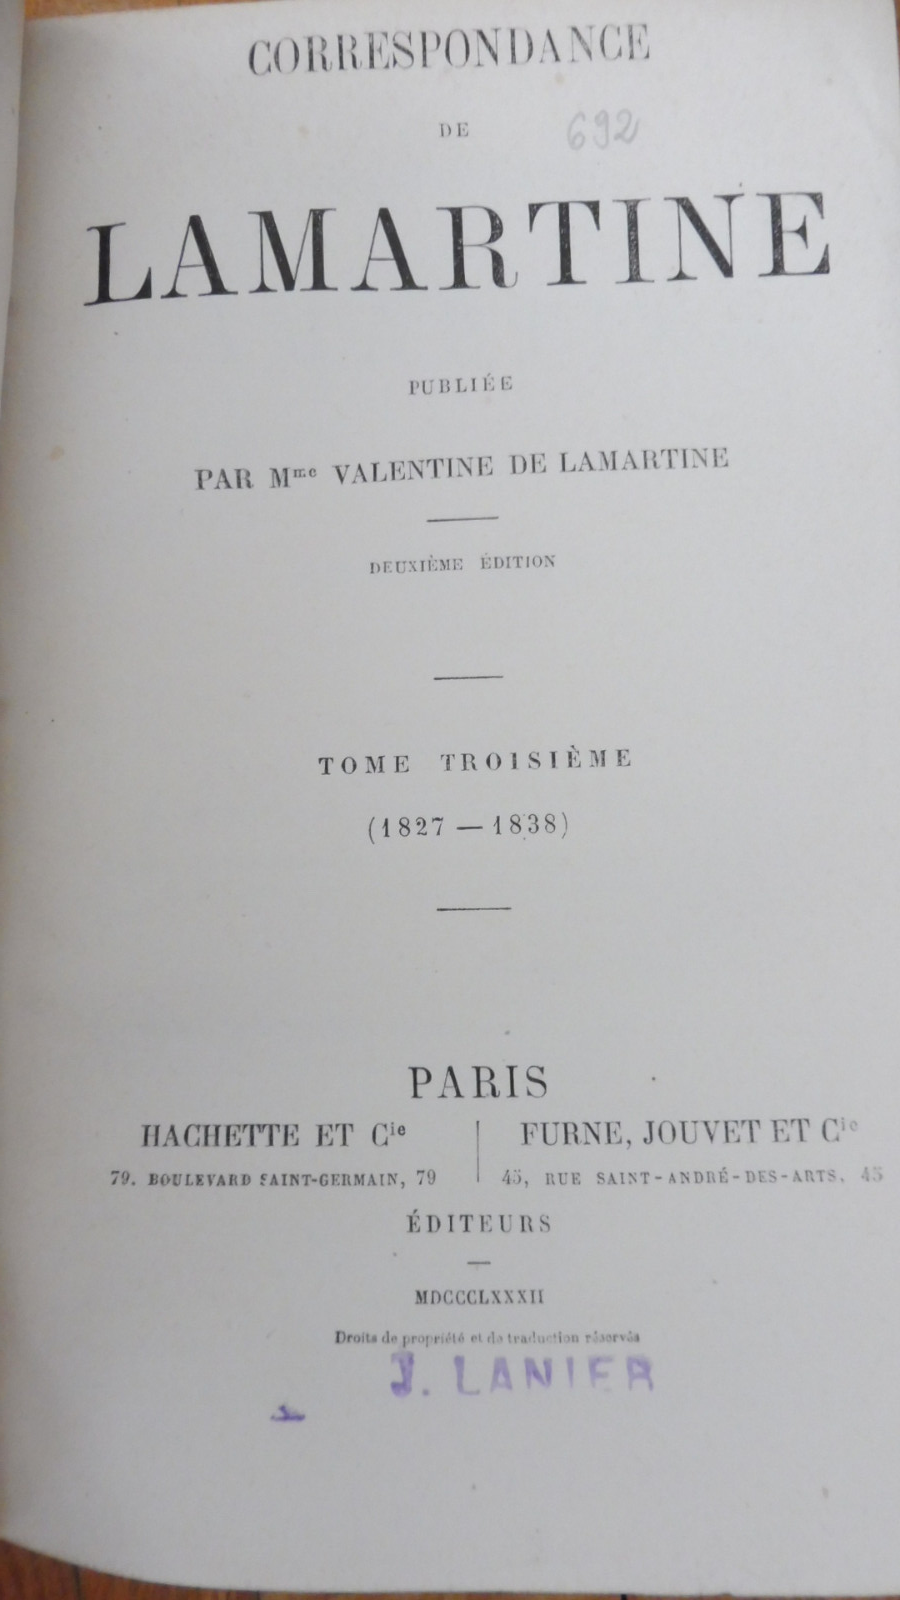 CORRESPONDANCE
DE
692
LAMARTINE
PUBLIÉE
PAR Mme VALENTINE DE LAMARTINE
DEUXIÈME ÉDITION
TOME TROISIÈME
(1827 — 1838)
PARIS
HACHETTE ET Cie
79, BOULEVARD SAINT-GERMAIN, 79
FURNE, JOUVET ET Cie
45, RUE SAINT-ANDRÉ-DES-ARTS, 45
ÉDITEURS
MDCCCLXXXII
Droits de propriété et de traduction réservés
J. LANIER